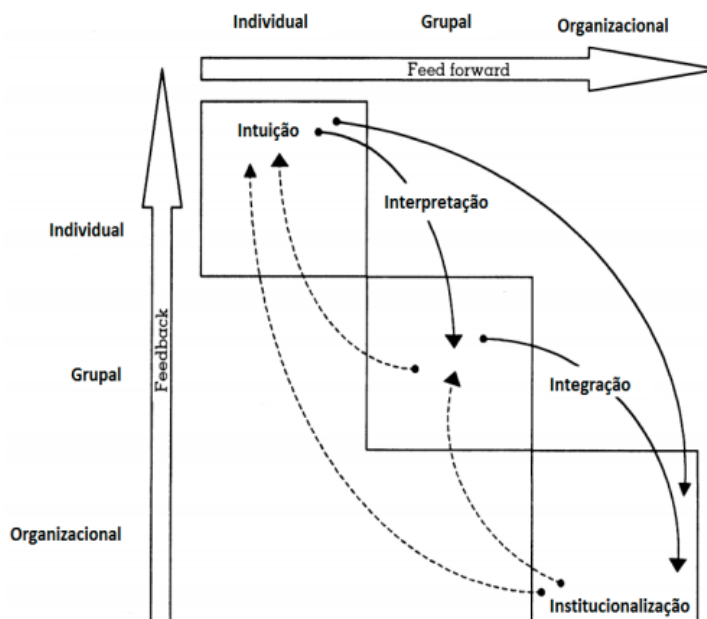 Individual Grupal Organizacional
Feed forward
Intuição
Interpretação
Individual
Feedback
Grupal
Integração
Organizacional
Institucionalização